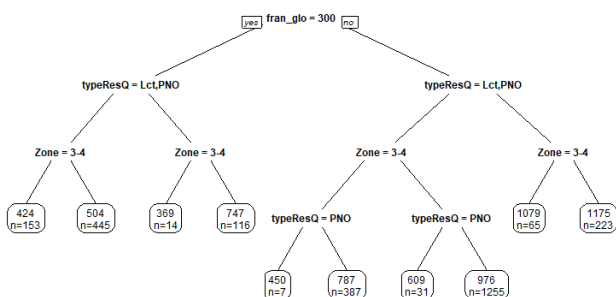 yes fran_glo = 300 no
typeResQ = Lct,PNO typeResQ = Lct,PNO
Zone = 3-4 Zone = 3-4 Zone = 3-4 Zone = 3-4
424 504 369 747 1079 1175
n=153 n=445 n=14 n=116 n=65 n=223
typeResQ = PNO typeResQ = PNO
450 787 609 976
n=7 n=387 n=31 n=1255